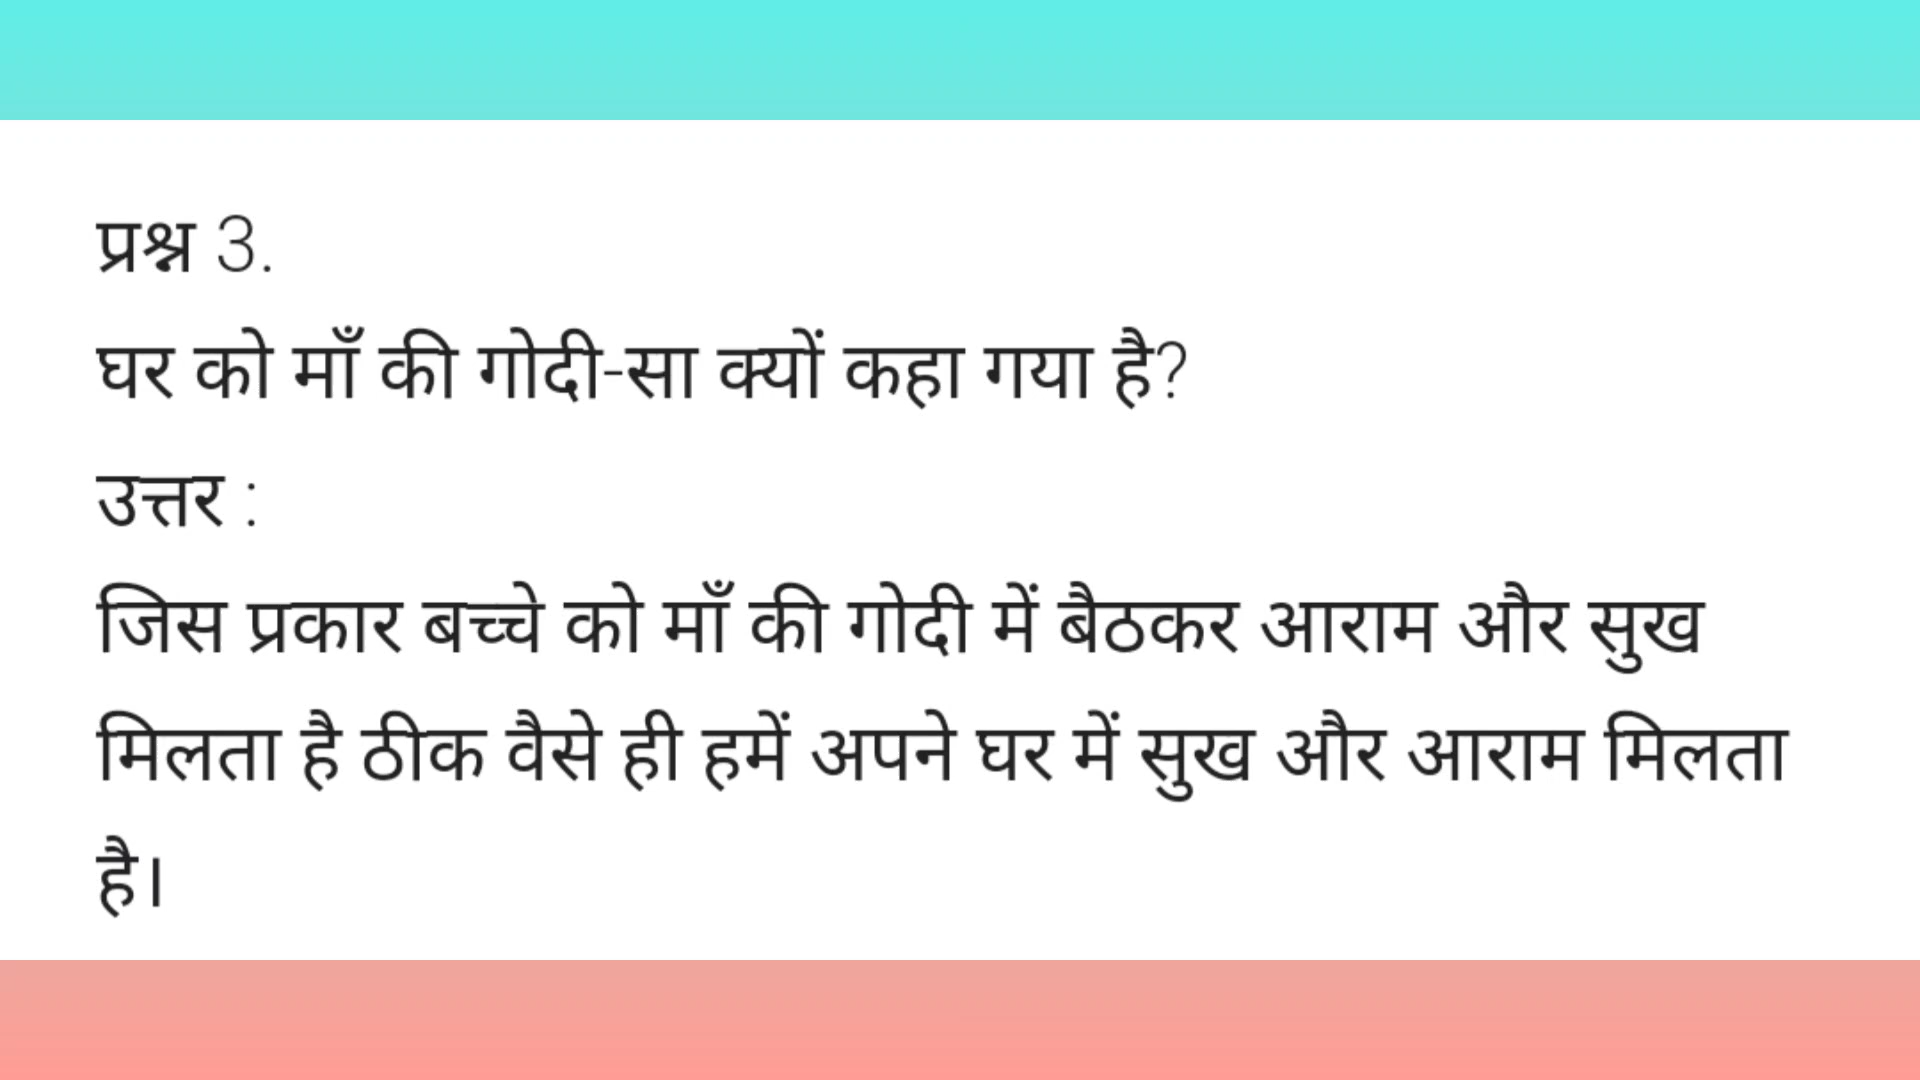 प्रश्न 3.
घर को माँ की गोदी-सा क्यों कहा गया है?
उत्तर :
जिस प्रकार बच्चे को माँ की गोदी में बैठकर आराम और सुख
मिलता है ठीक वैसे ही हमें अपने घर में सुख और आराम मिलता
है।